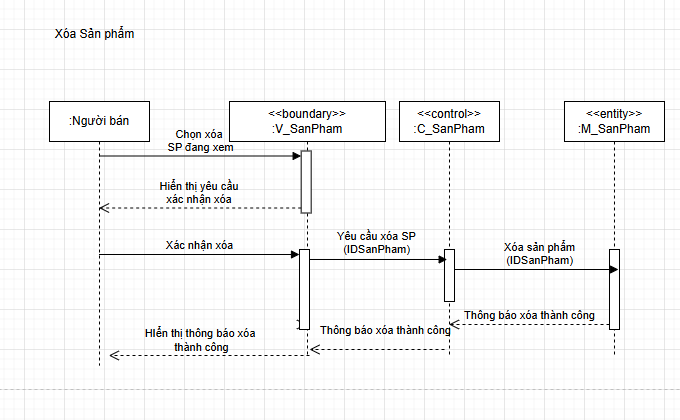 Xóa Sản phẩm
:Người bán
<<boundary>>
:V_SanPham
<<control>>
:C_SanPham
<<entity>>
:M_SanPham
Chọn xóa
SP đang xem
Hiển thị yêu cầu
xác nhận xóa
Xác nhận xóa
Yêu cầu xóa SP
(IDSanPham)
Xóa sản phẩm
(IDSanPham)
Thông báo xóa thành công
Thông báo xóa thành công
HIển thị thông báo xóa
thành công